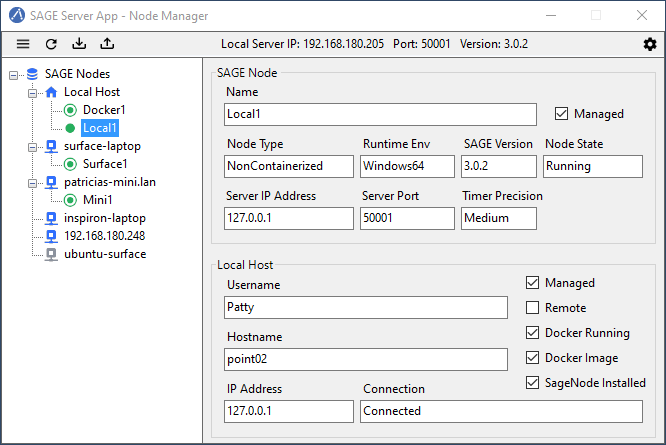 SAGE Server App - Node Manager
Local Server IP: 192.168.180.205 Port: 50001 Version: 3.0.2
SAGE Nodes
Local Host
Docker1
Local1
surface-laptop
Surface1
patricias-mini.lan
Mini1
inspiron-laptop
192.168.180.248
ubuntu-surface
SAGE Node
Name
Local1
Managed
Node Type Runtime Env SAGE Version Node State
NonContainerized Windows64 3.0.2 Running
Server IP Address Server Port Timer Precision
127.0.0.1 50001 Medium
Local Host
Username
Patty
Hostname
point02
IP Address Connection
127.0.0.1 Connected
Managed
Remote
Docker Running
Docker Image
SageNode Installed